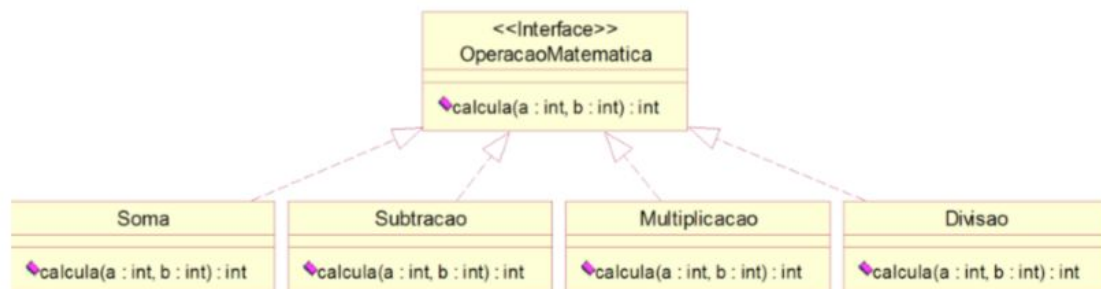 <<Interface>>
OperacaoMatematica
calcula(a : int, b : int) : int
Soma
calcula(a : int, b : int) : int
Subtracao
calcula(a : int, b : int) : int
Multiplicacao
calcula(a : int, b : int) : int
Divisao
calcula(a : int, b : int) : int